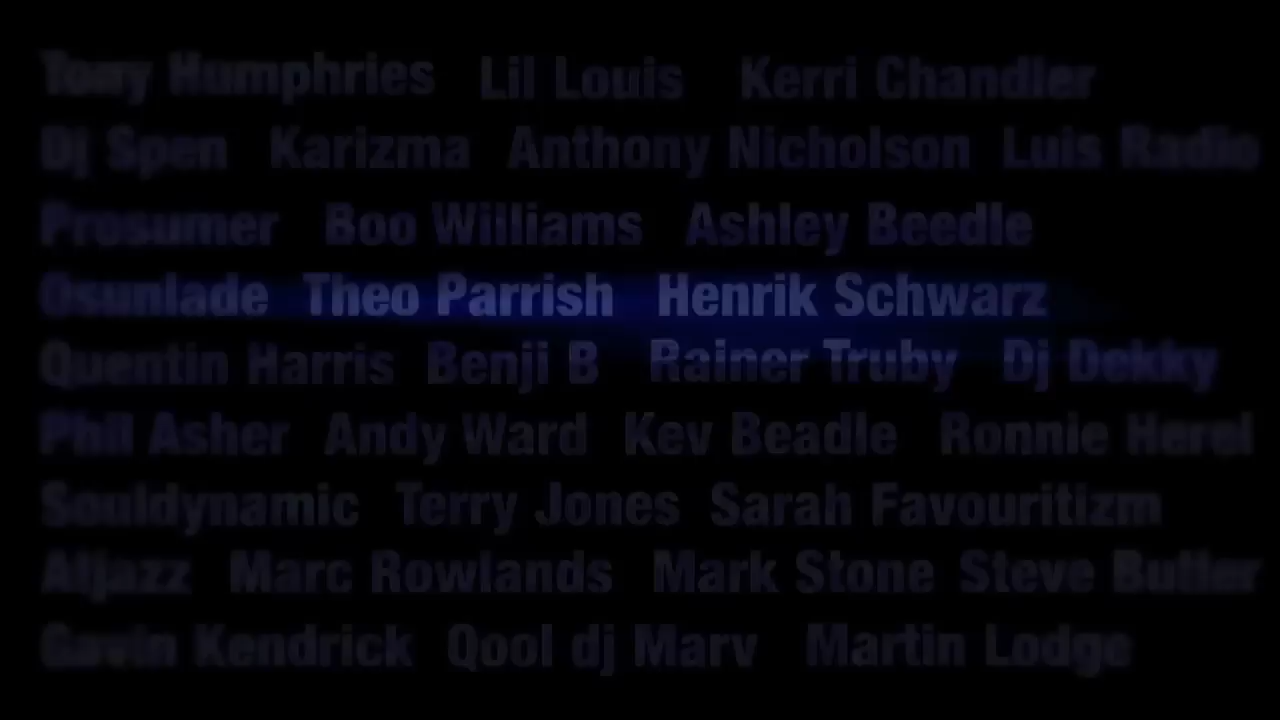 Tony Humphries Lil Louis Kerri Chandler
Dj Spen Karizma Anthony Nicholson Luis Radio
Prosumer Boo Williams Ashley Beedle
Osunlade Theo Parrish Henrik Schwarz
Quentin Harris Benji B Rainer Truby Dj Dekky
Phil Asher Andy Ward Kev Beadle Ronnie Herel
Souldynamic Terry Jones Sarah Favouritizm
Atjazz Marc Rowlands Mark Stone Steve Butler
Gavin Kendrick Qool dj Marv Martin Lodge